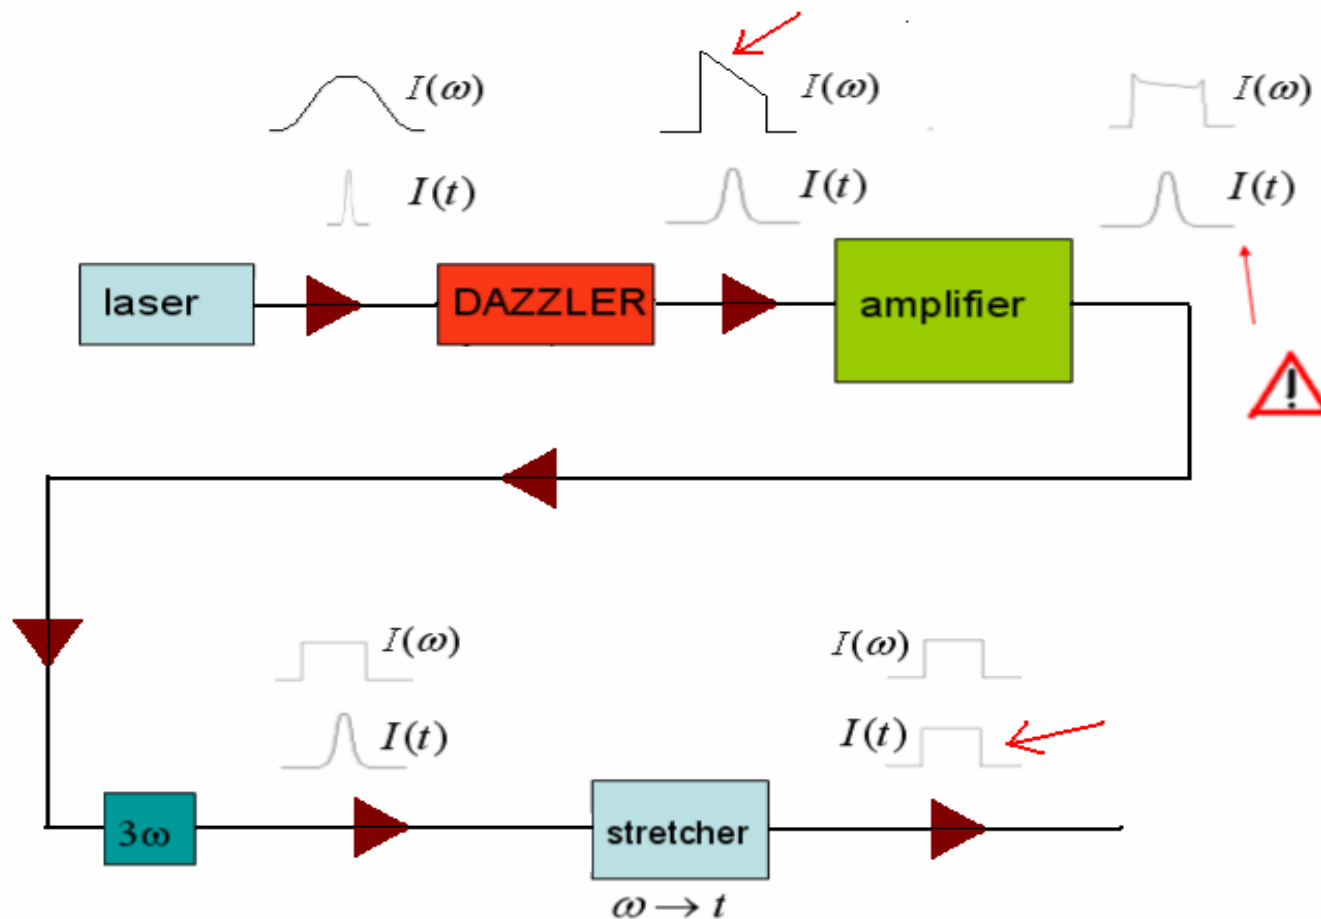 I(ω)
I(ω)
I(ω)
I(t)
I(t)
I(t)
laser
DAZZLER
amplifier
!
I(ω)
I(ω)
I(t)
I(t)
3ω
stretcher
ω → t